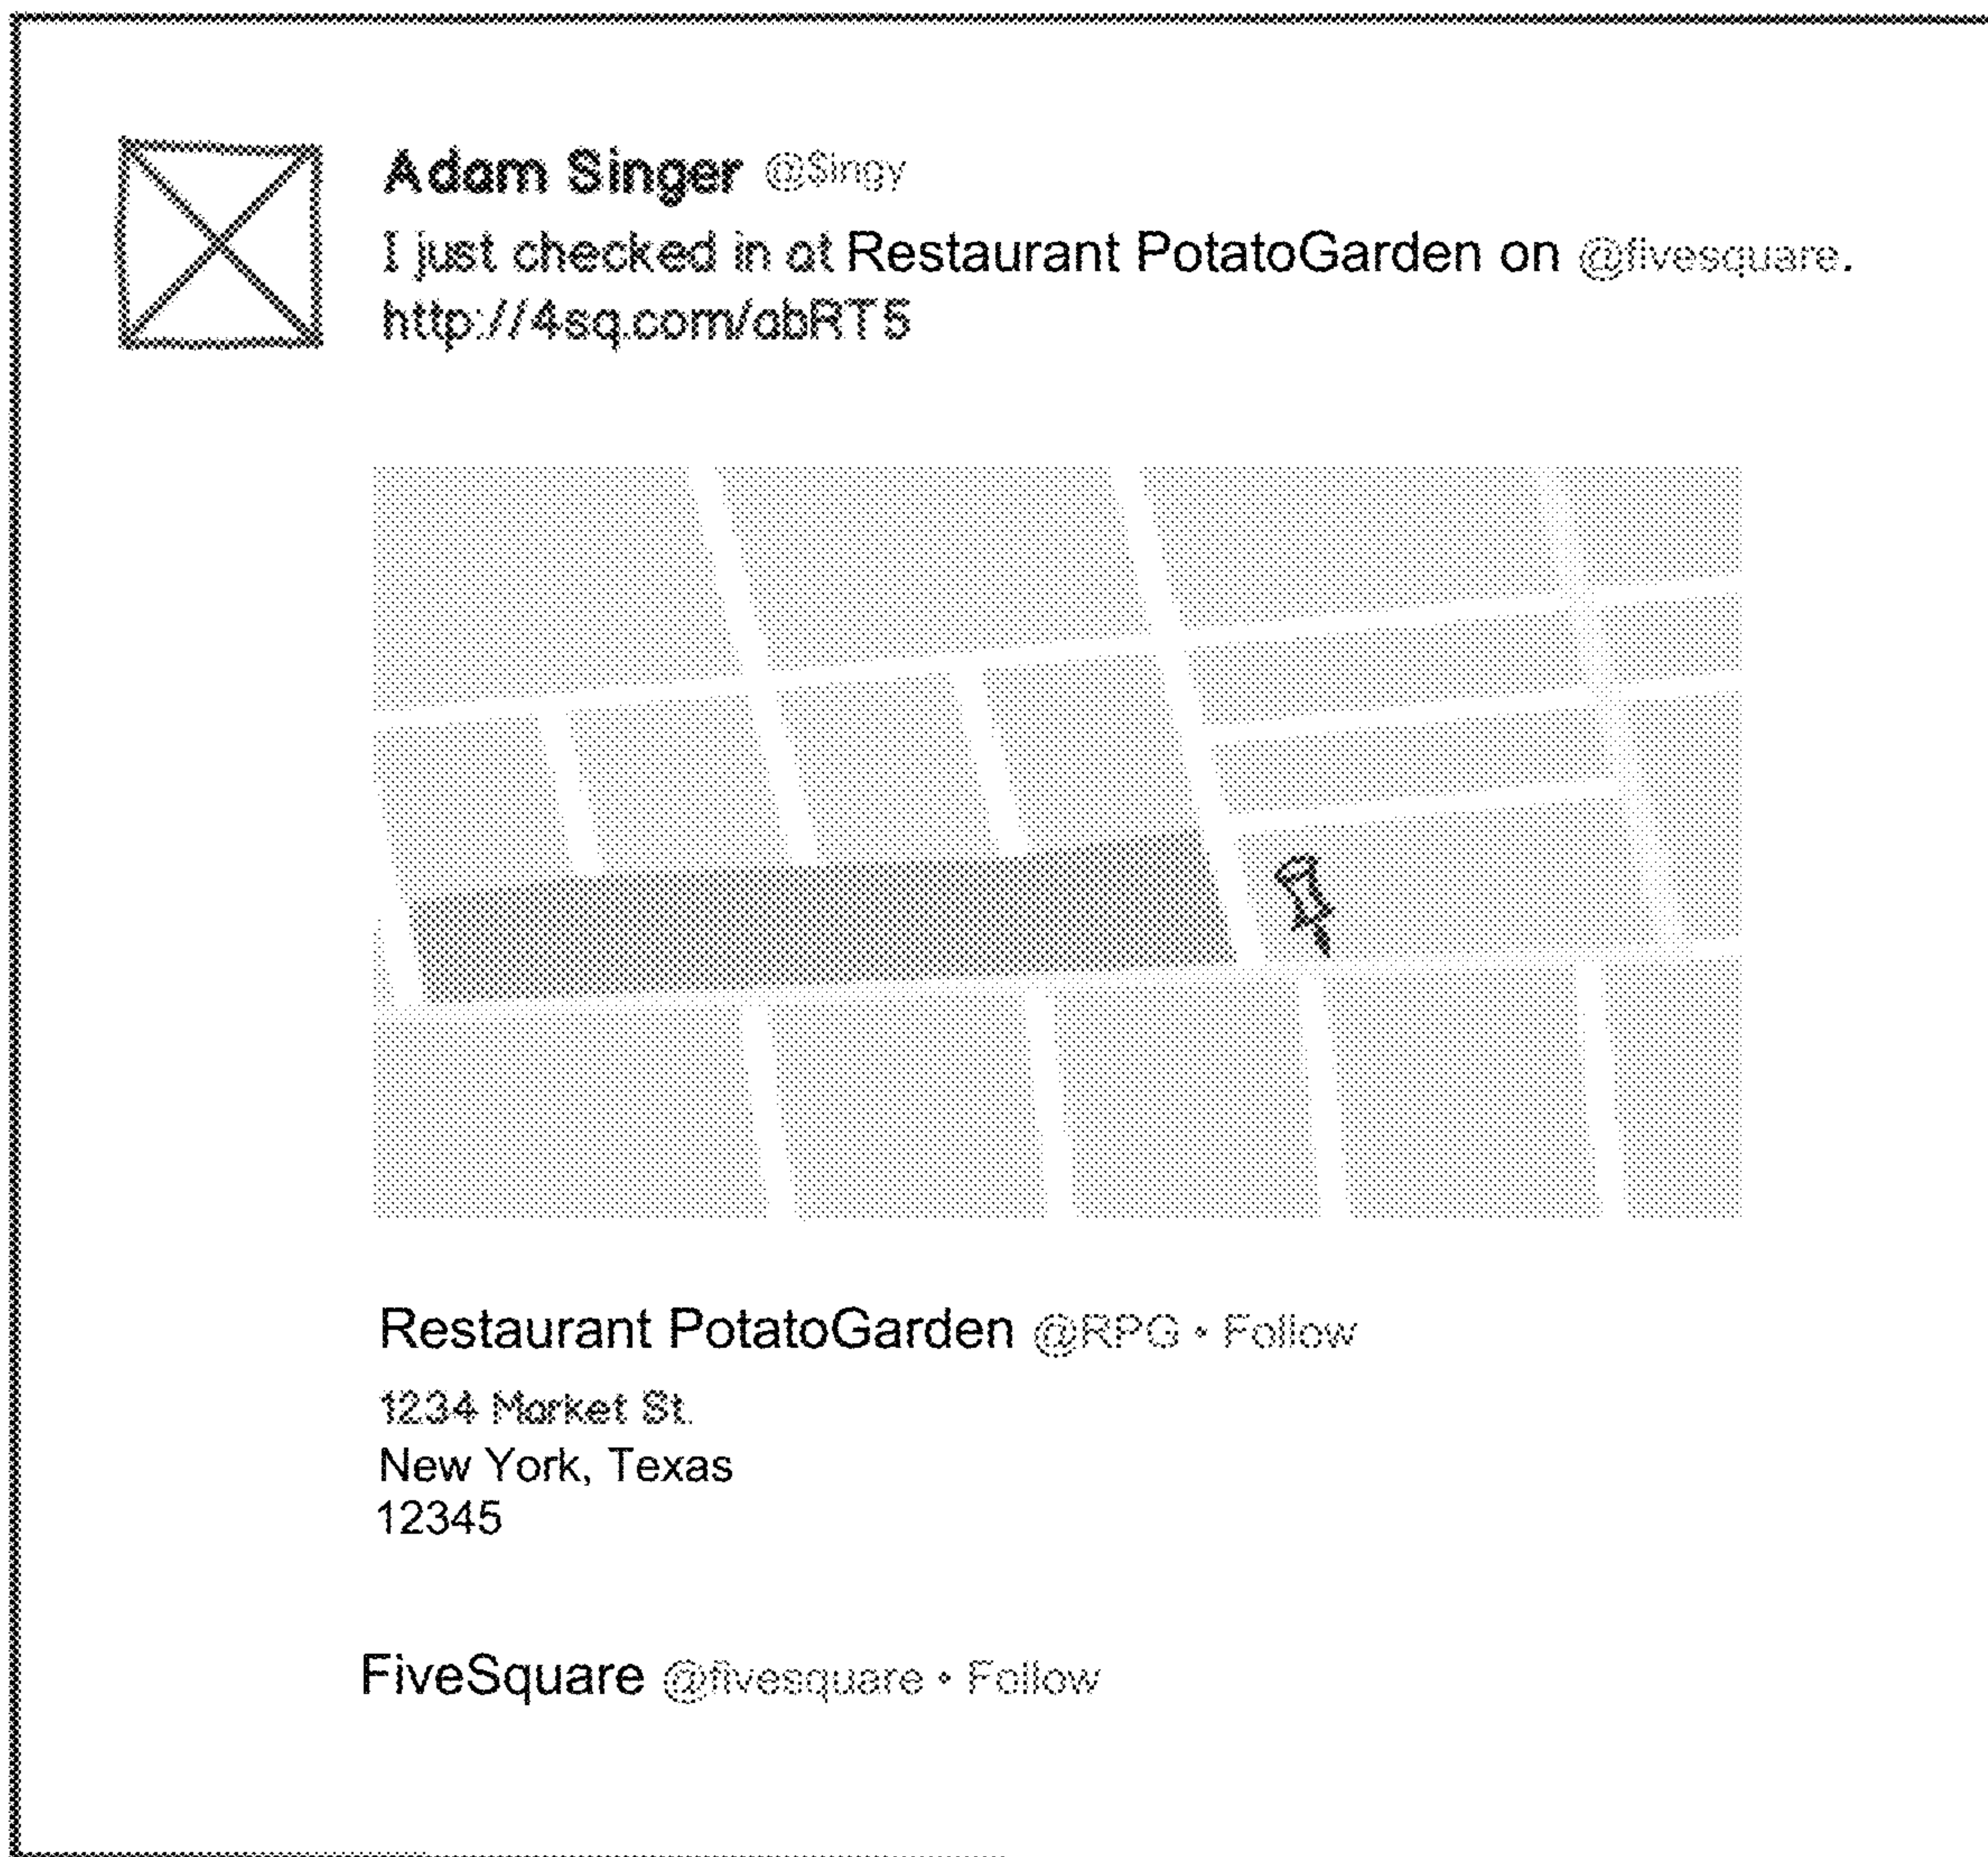 Adam Singer @Singy
I just checked in at Restaurant PotatoGarden on @fivesquare.
http://4sq.com/abRT5
Restaurant PotatoGarden @RPG • Follow
1234 Market St.
New York, Texas
12345
FiveSquare @fivesquare • Follow